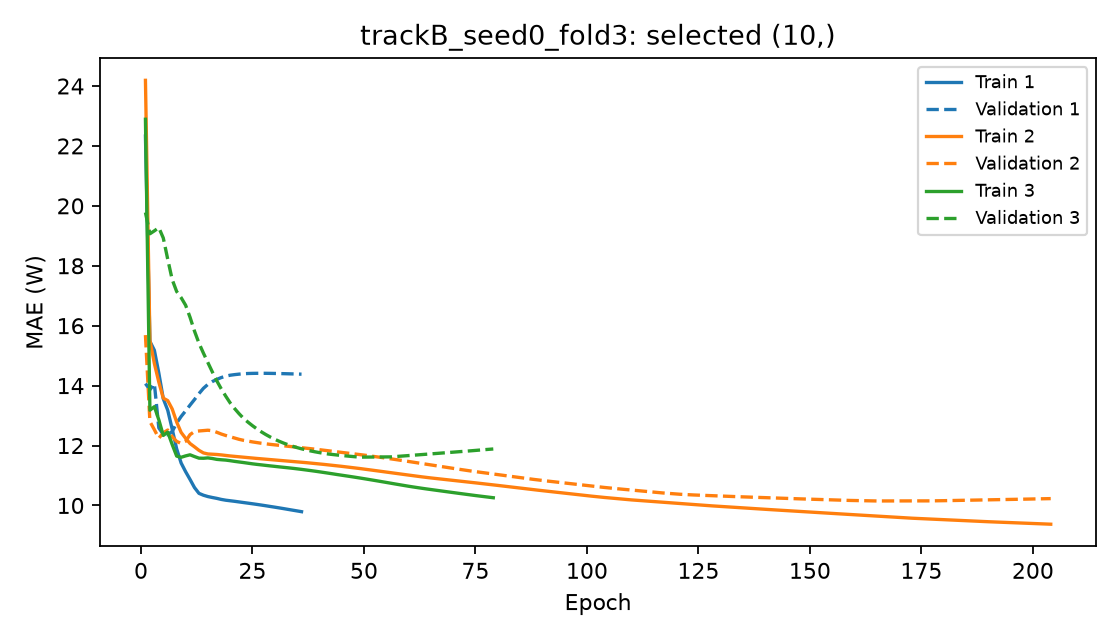 trackB_seed0_fold3: selected (10,)
24
22
20
18
16
14
12
10
MAE (W)
0 25 50 75 100 125 150 175 200
Epoch
Train 1
Validation 1
Train 2
Validation 2
Train 3
Validation 3